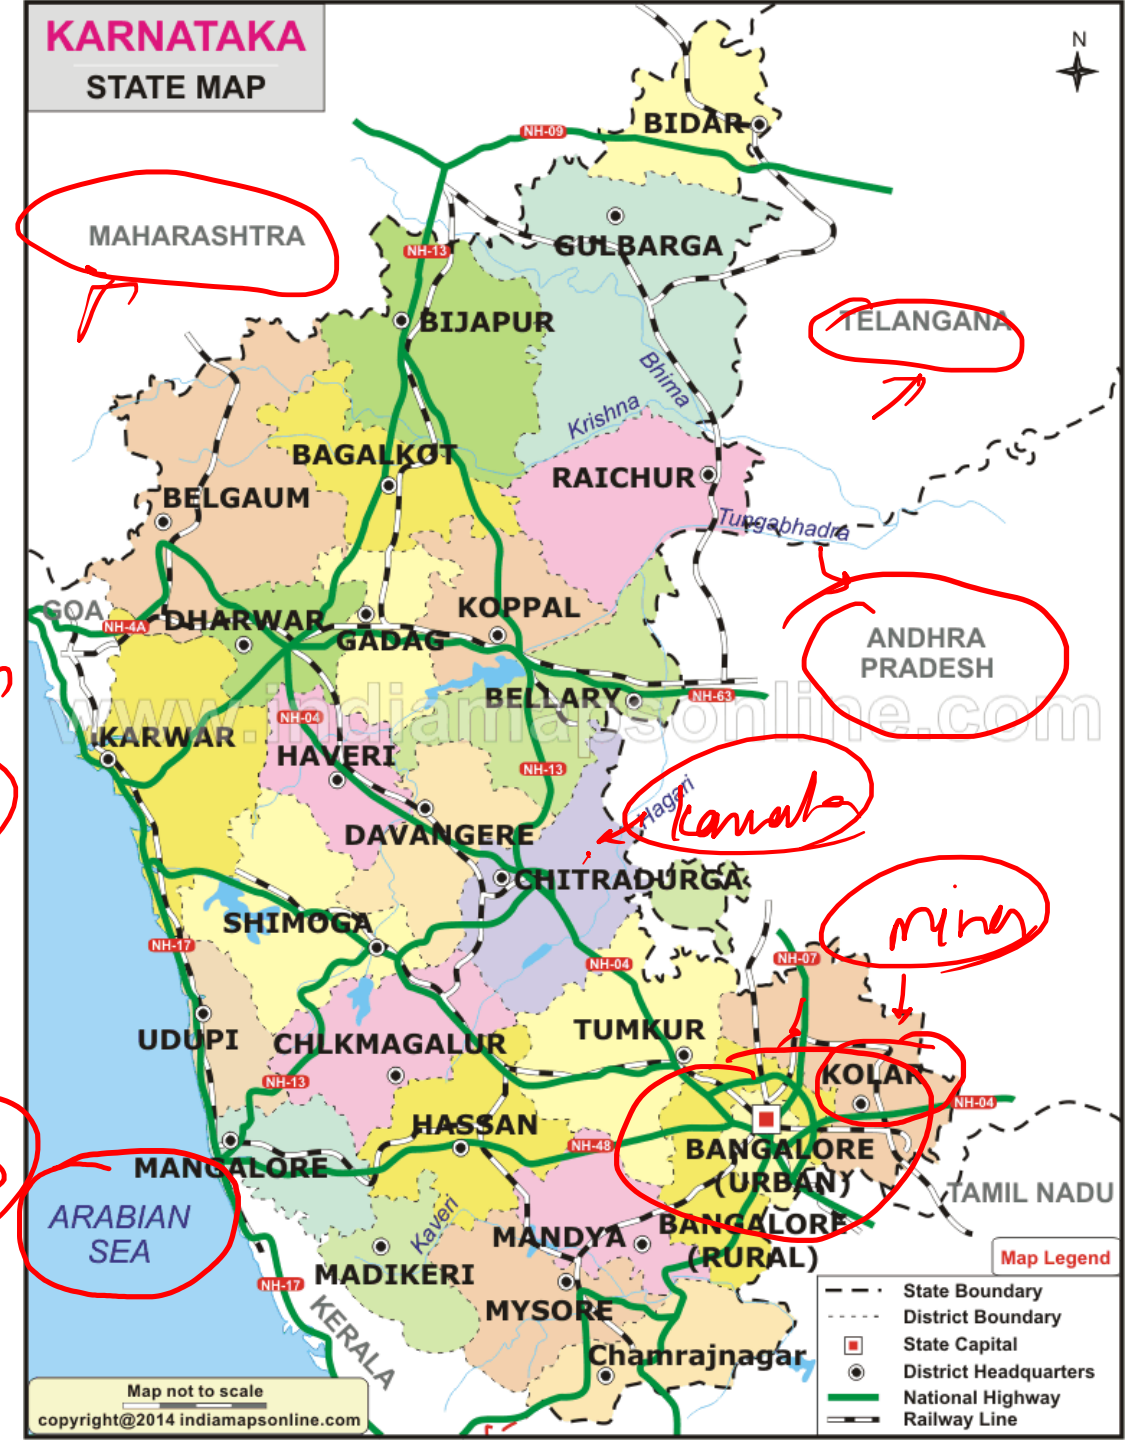 KARNATAKA
STATE MAP
N
BIDAR
NH-09
MAHARASHTRA
GULBARGA
NH-13
BIJAPUR
TELANGANA
Bhima
Krishna
BAGALKOT
RAICHUR
BELGAUM
Tungabhadra
GOA
NH-4A
DHARWAR
KOPPAL
GADAG
ANDHRA
PRADESH
BELLARY
NH-63
www.indiamapsonline.com
NH-04
KARWAR
HAVERI
NH-13
Hagari
DAVANGERE
CHITRADURGA
SHIMOGA
NH-17
NH-04
NH-07
UDUPI
CHLKMAGALUR
TUMKUR
KOLAR
NH-13
NH-04
HASSAN
NH-48
BANGALORE
(URBAN)
MANGALORE
TAMIL NADU
ARABIAN
SEA
Kaveri
MANDYA
BANGALORE
(RURAL)
MADIKERI
NH-17
MYSORE
KERALA
Chamrajnagar
Map Legend
State Boundary
District Boundary
State Capital
District Headquarters
National Highway
Railway Line
Map not to scale
copyright@2014 indiamapsonline.com